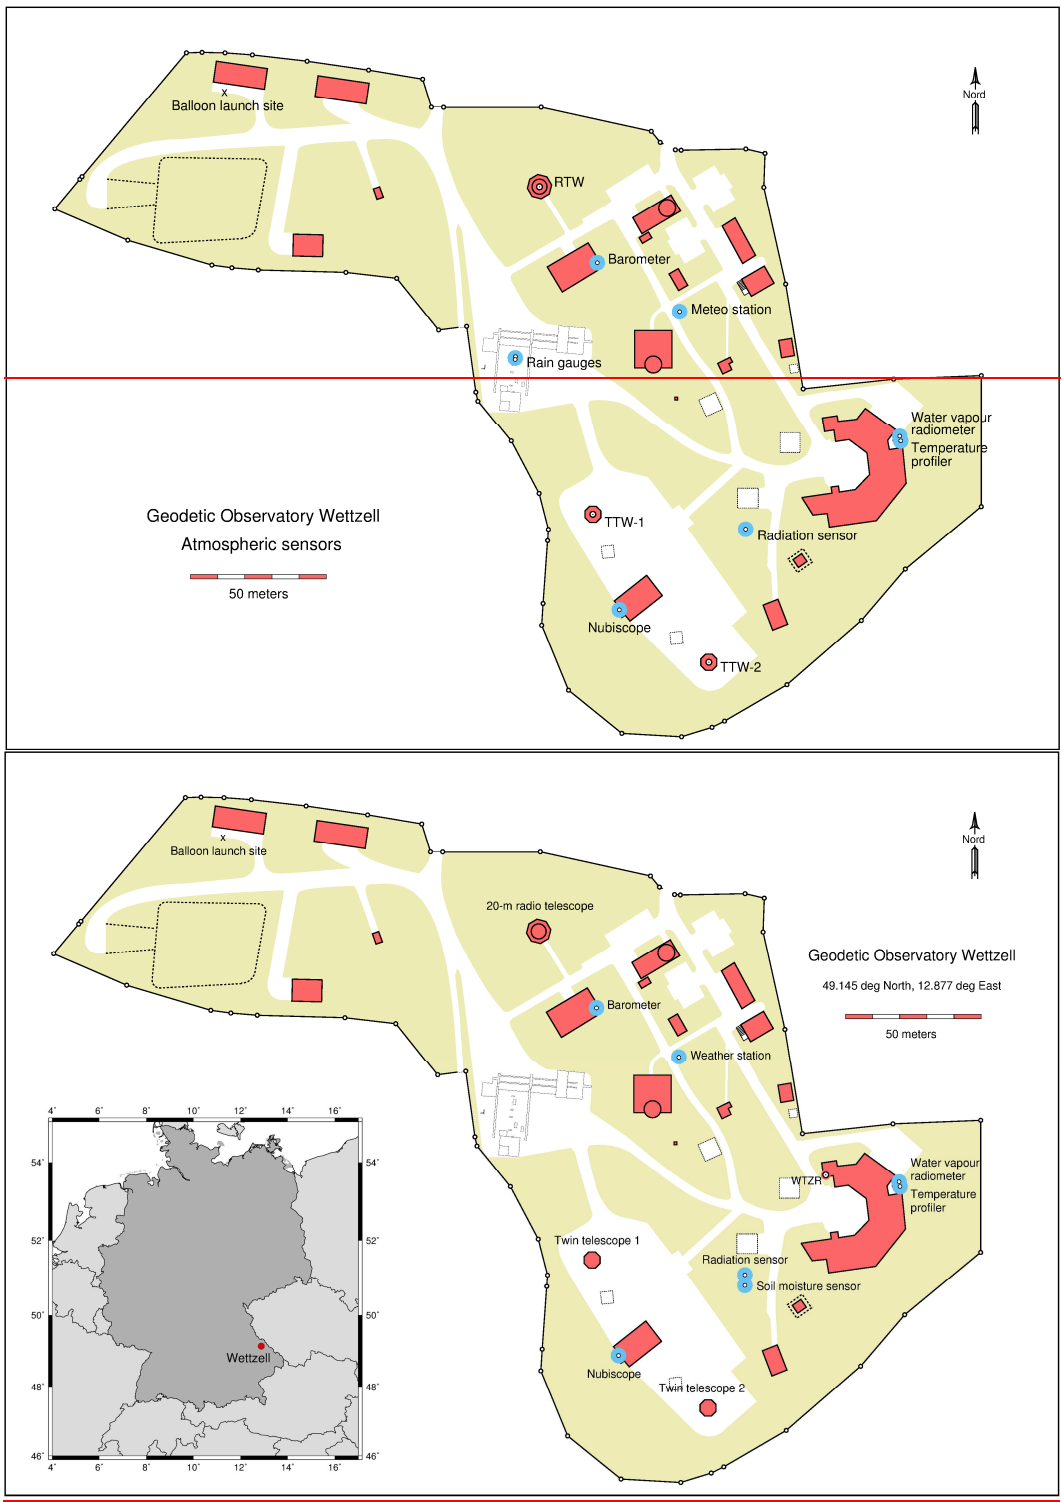 Balloon launch site
x
Nord
RTW
Barometer
Meteo station
Rain gauges
Water vapour
radiometer
Temperature
profiler
Geodetic Observatory Wettzell
Atmospheric sensors
50 meters
TTW-1
Radiation sensor
Nubiscope
TTW-2
x
Balloon launch site
Nord
20-m radio telescope
Geodetic Observatory Wettzell
49.145 deg North, 12.877 deg East
50 meters
Barometer
Weather station
4° 6° 8° 10° 12° 14° 16°
54° 54°
52° 52°
50° 50°
48° 48°
46° 46°
4° 6° 8° 10° 12° 14° 16°
Wettzell
WTZR
Water vapour
radiometer
Temperature
profiler
Twin telescope 1
Radiation sensor
Soil moisture sensor
Nubiscope
Twin telescope 2